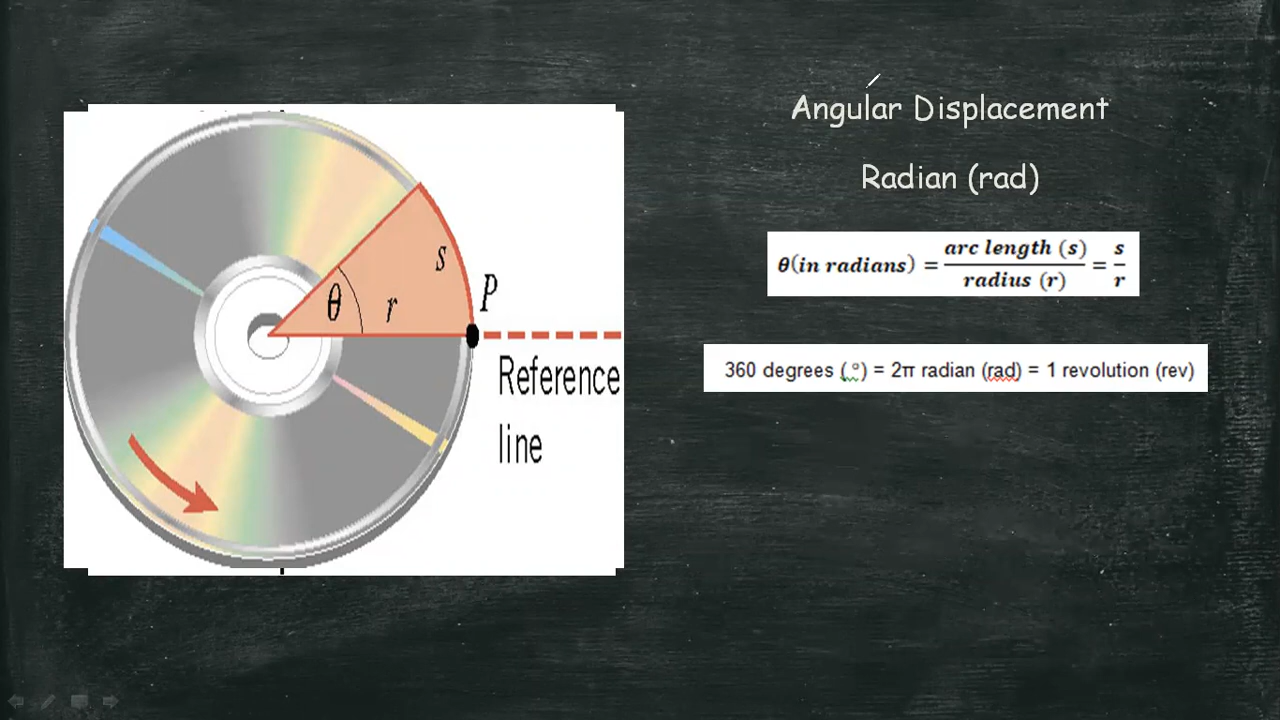 Angular Displacement
Radian (rad)
θ(in radians) = arc length (s) / radius (r) = s / r
360 degrees ( °) = 2π radian (rad) = 1 revolution (rev)
s
P
θ
r
Reference
line